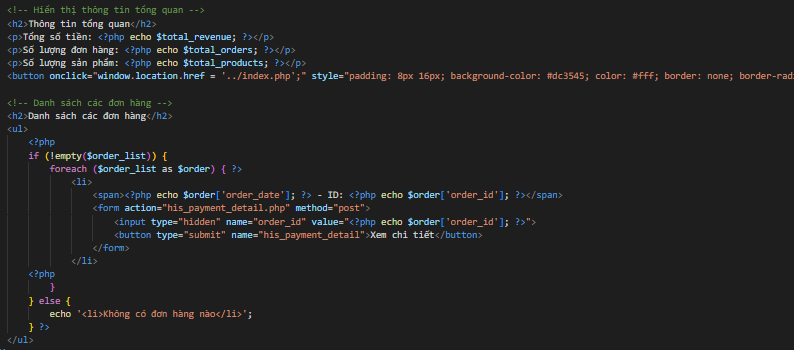 <!-- Hiển thị thông tin tổng quan -->
<h2>Thông tin tổng quan</h2>
<p>Tổng số tiền: <?php echo $total_revenue; ?></p>
<p>Số lượng đơn hàng: <?php echo $total_orders; ?></p>
<p>Số lượng sản phẩm: <?php echo $total_products; ?></p>
<button onclick="window.location.href = '../index.php';" style="padding: 8px 16px; background-color: #dc3545; color: #fff; border: none; border-rad
<!-- Danh sách các đơn hàng -->
<h2>Danh sách các đơn hàng</h2>
<ul>
<?php
if (!empty($order_list)) {
foreach ($order_list as $order) { ?>
<li>
<span><?php echo $order['order_date']; ?> - ID: <?php echo $order['order_id']; ?></span>
<form action="his_payment_detail.php" method="post">
<input type="hidden" name="order_id" value="<?php echo $order['order_id']; ?>">
<button type="submit" name="his_payment_detail">Xem chi tiết</button>
</form>
</li>
<?php
}
} else {
echo '<li>Không có đơn hàng nào</li>';
} ?>
</ul>